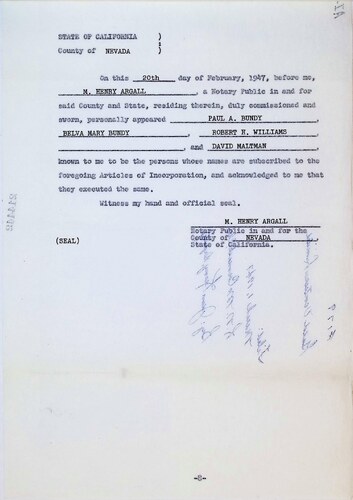 STATE OF CALIFORNIA )
:
County of NEVADA )
On this 20th day of February, 1947, before me,
M. HENRY ARGALL, a Notary Public in and for
said County and State, residing therein, duly commissioned and
sworn, personally appeared PAUL A. BUNDY,
BELVA MARY BUNDY, ROBERT H. WILLIAMS,
, and DAVID MALTMAN,
known to me to be the persons whose names are subscribed to the
foregoing Articles of Incorporation, and acknowledged to me that
they executed the same.
Witness my hand and official seal.
M. HENRY ARGALL
Notary Public in and for the
County of NEVADA,
(SEAL) State of California.
-8-